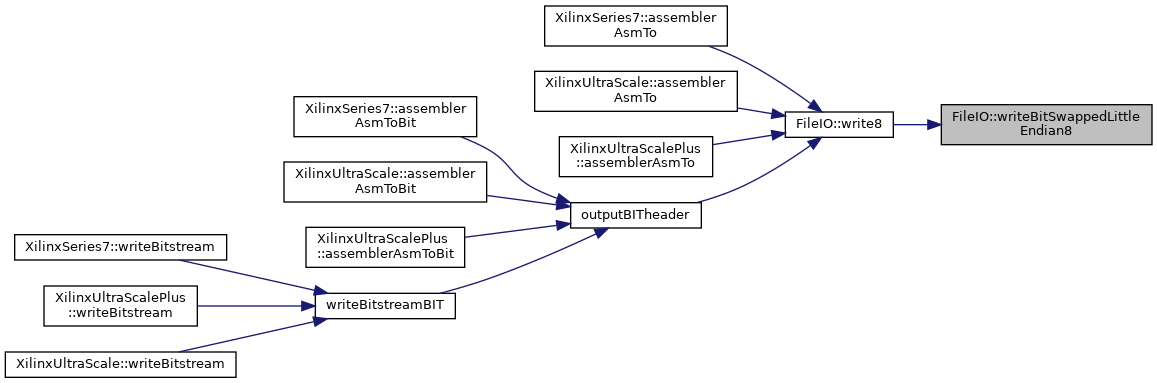 XilinxSeries7::assembler
AsmTo
XilinxUltraScale::assembler
AsmTo
XilinxSeries7::assembler
AsmToBit
FileIO::write8
FileIO::writeBitSwappedLittle
Endian8
XilinxUltraScalePlus
::assemblerAsmTo
XilinxUltraScale::assembler
AsmToBit
outputBITheader
XilinxUltraScalePlus
::assemblerAsmToBit
XilinxSeries7::writeBitstream
XilinxUltraScalePlus
::writeBitstream
writeBitstreamBIT
XilinxUltraScale::writeBitstream